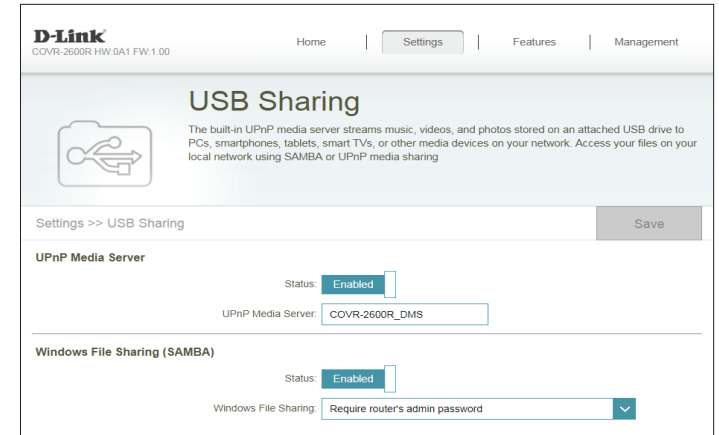 D-Link
COVR-2600R HW:0A1 FW:1.00
Home
Settings
Features
Management
USB Sharing
The built-in UPnP media server streams music, videos, and photos stored on an attached USB drive to
PCs, smartphones, tablets, smart TVs, or other media devices on your network. Access your files on your
local network using SAMBA or UPnP media sharing
Settings >> USB Sharing
Save
UPnP Media Server
Status: Enabled
UPnP Media Server: COVR-2600R_DMS
Windows File Sharing (SAMBA)
Status: Enabled
Windows File Sharing: Require router's admin password